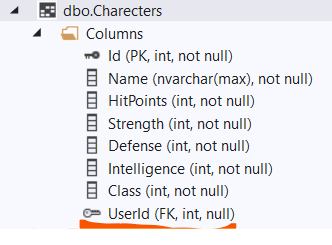 dbo.Charecters
Columns
Id (PK, int, not null)
Name (nvarchar(max), not null)
HitPoints (int, not null)
Strength (int, not null)
Defense (int, not null)
Intelligence (int, not null)
Class (int, not null)
UserId (FK, int, null)